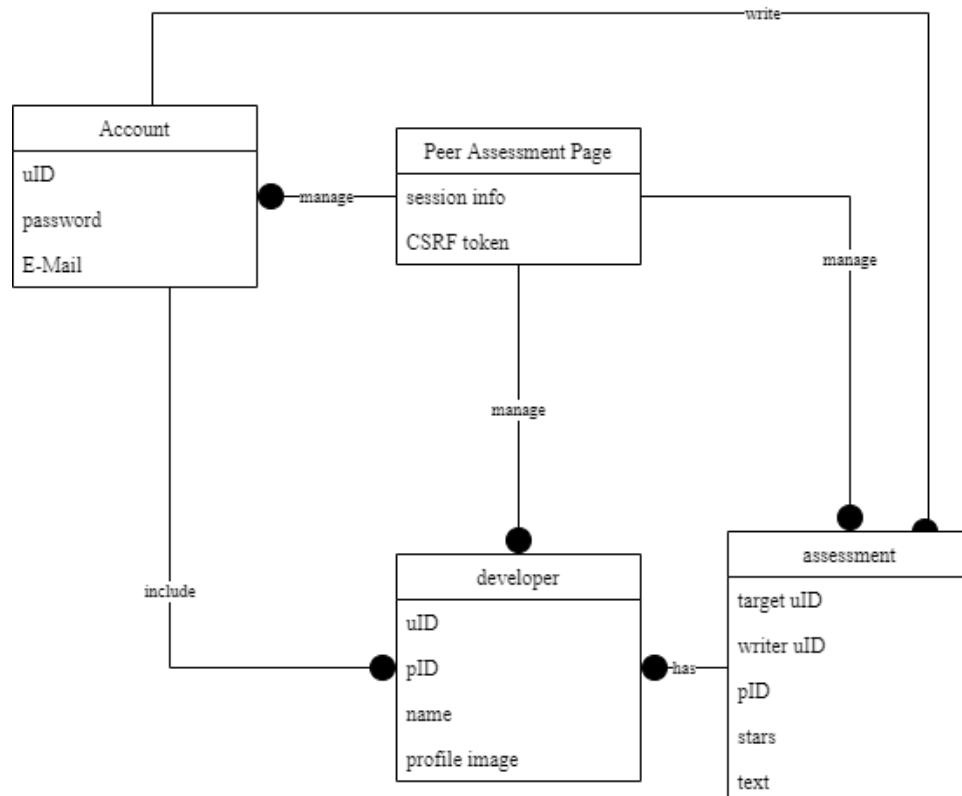 write
Account
uID
password
E-Mail
manage
Peer Assessment Page
session info
CSRF token
manage
manage
include
developer
uID
pID
name
profile image
has
assessment
target uID
writer uID
pID
stars
text